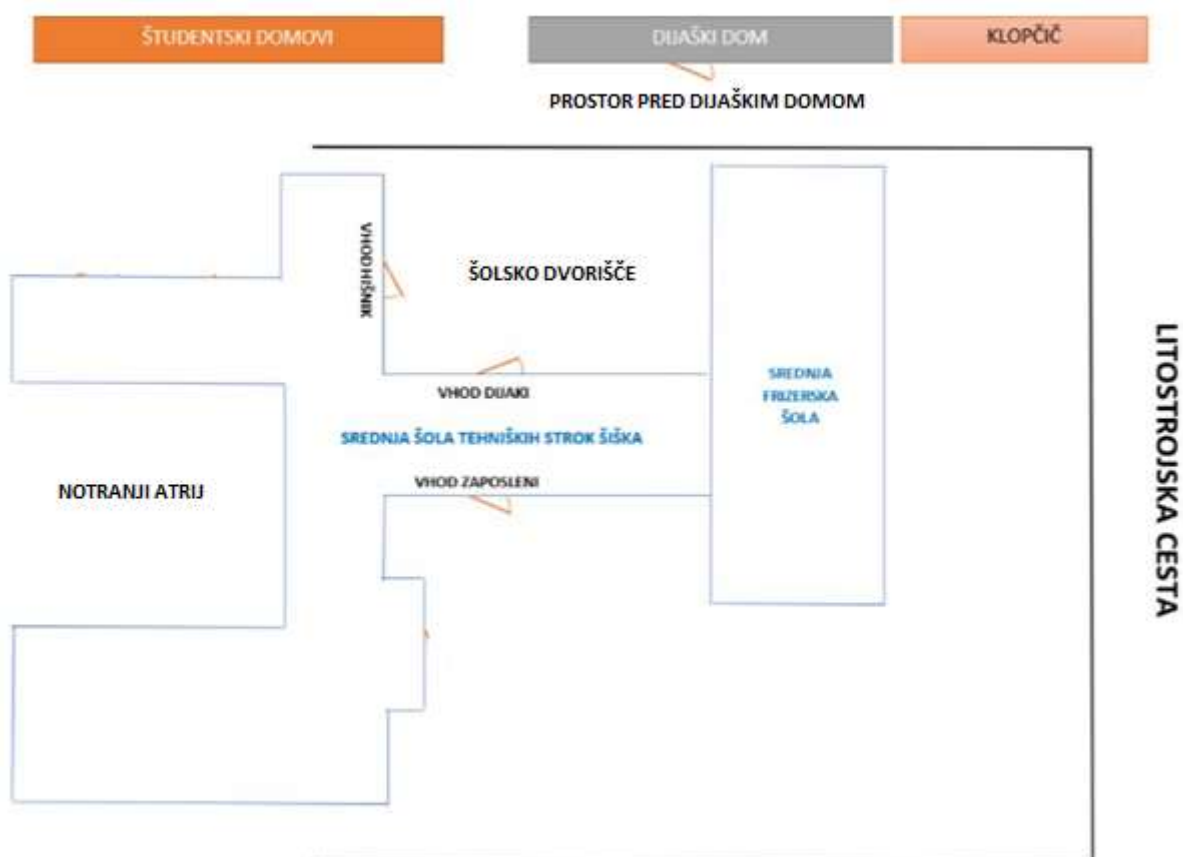 ŠTUDENTSKI DOMOVI
DIJAŠKI DOM
KLOPČIČ
PROSTOR PRED DIJAŠKIM DOMOM
VHOD HIŠNIK
ŠOLSKO DVORIŠČE
LITOSTROJSKA CESTA
SREDNJA
FRIZERSKA
ŠOLA
VHOD DIJAKI
SREDNJA ŠOLA TEHNIŠKIH STROK ŠIŠKA
VHOD ZAPOSLENI
NOTRANJI ATRIJ